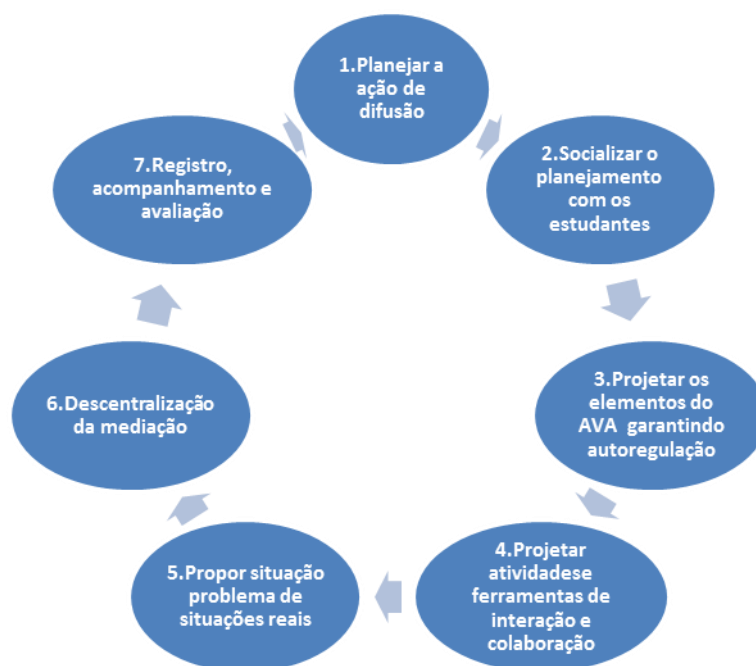 1.Planejar a
ação de
difusão
2.Socializar o
planejamento
com os
estudantes
3.Projetar os
elementos do
AVA garantindo
autoregulação
4.Projetar
atividadese
ferramentas de
interação e
colaboração
5.Propor situação
problema de
situações reais
6.Descentralização
da mediação
7.Registro,
acompanhamento e
avaliação